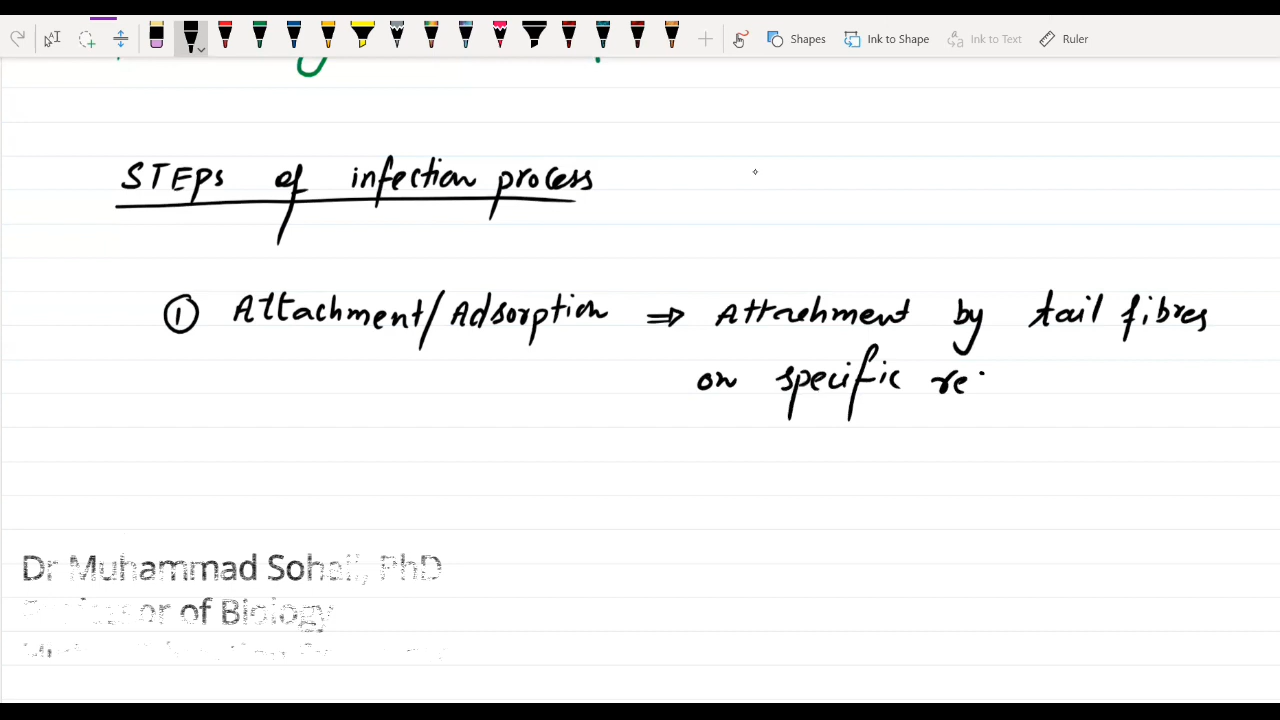 Shapes
Ink to Shape
Ink to Text
Ruler
STEPs of infection process
① Attachment/Adsorption ⇒ Attachment by tail fibres
on specific re
Dr Muhammad Sohail, PhD
Professor of Biology